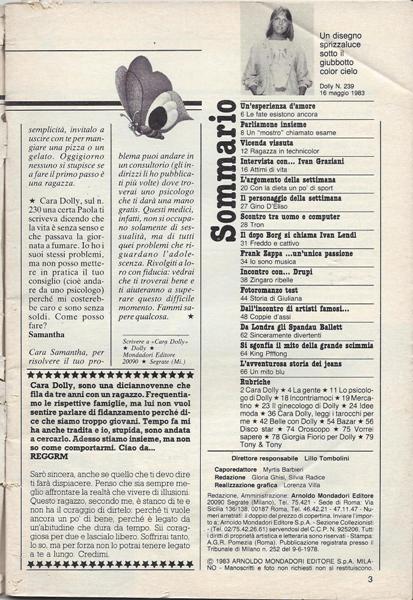 semplicità, invitalo a
uscire con te per man-
giare una pizza o un
gelato. Oggigiorno
nessuno si stupisce se
a fare il primo passo è
una ragazza.
★ Cara Dolly, sul n.
230 una certa Paola ti
scriveva dicendo che
la vita è senza senso e
che passava la gior-
nata a fumare. Io ho i
suoi stessi problemi,
ma non posso mette-
re in pratica il tuo
consiglio (cioè anda-
re da uno psicologo)
perché mi costereb-
be caro e sono senza
soldi. Come posso
fare?
Samantha
Cara Samantha, per
risolvere il tuo pro-
blema puoi andare in
un consultorio (gli in-
dirizzi li ho pubblica-
ti più volte) dove tro-
verai uno psicologo
che ti darà una mano
gratis. Questi medici,
infatti, non si occupa-
no solamente di ses-
sualità, ma di tutti
quei problemi che ri-
guardano l'adole-
scenza. Rivolgiti a lo-
ro con fiducia: vedrai
che ti troverai bene e
ti aiuteranno a supe-
rare questo difficile
momento. Fammi sa-
pere qualcosa. ★
Scrivere a «Cara Dolly»
★ Dolly ★
Mondadori Editore
20090 ★ Segrate (Mi.)
Cara Dolly, sono una diciannovenne che
fila da tre anni con un ragazzo. Frequentia-
mo le rispettive famiglie, ma lui non vuol
sentire parlare di fidanzamento perché di-
ce che siamo troppo giovani. Tempo fa mi
ha anche tradita e io, stupida, sono andata
a cercarlo. Adesso stiamo insieme, ma non
so come comportarmi. Ciao da...
REGGRM
Sarò sincera, anche se quello che ti devo dire
ti farà dispiacere. Penso che sia sempre me-
glio affrontare la realtà che vivere di illusioni.
Questo ragazzo, secondo me, è stanco di te e
non ha il coraggio di dirtelo: perché ti vuole
ancora un po' di bene, perché è legato da
un'abitudine che dura da tempo. Sii corag-
giosa per due e lascialo libero. Soffrirai tanto,
lo so, ma per forza non lo potrai tenere legato
a te a lungo. Credimi.
Un disegno
sprizzaluce
sotto il
giubbotto
color cielo
Dolly N. 239
16 maggio 1983
Sommario
Un'esperienza d'amore
6 Le fate esistono ancora
Parliamone insieme
8 Un "mostro" chiamato esame
Vicenda vissuta
12 Ragazza in technicolor
Intervista con... Ivan Graziani
16 Attimi di vita
L'argomento della settimana
20 Con la dieta un po' di sport
Il personaggio della settimana
27 Gino D'Eliso
Scontro tra uomo e computer
28 Tron
Il dopo Borg si chiama Ivan Lendl
31 Freddo e cattivo
Frank Zappa ...un'unica passione
34 Io sono musica
Incontro con... Drupi
38 Zingaro ribelle
Fotoromanzo test
44 Storia di Giuliana
Dall'incontro di artisti famosi...
48 Coppie d'assi
Da Londra gli Spandau Ballett
62 Sinceramente divertenti
Si sgonfia il mito della grande scimmia
64 King Pffffong
L'avventurosa storia dei jeans
66 Un mito blu
Rubriche
2 Cara Dolly ★ 4 La gente ★ 11 Lo psicolo-
go di Dolly ★ 18 Incontriamoci ★ 19 Merca-
tino ★ 23 Il ginecologo di Dolly ★ 24 Idee
moda ★ 36 Cara Dolly, leggi i tarocchi per
me ★ 42 Belle con Dolly ★ 54 Bazar ★ 56
Disco star ★ 74 Oroscopo ★ 75 Vorrei
sapere ★ 78 Giorgia Fiorio per Dolly ★ 79
Tony & Tony
Direttore responsabile Lillo Tombolini
Caporedattore Myrtis Barbieri
Redazione Gloria Ghisi, Silvia Radice
Realizzazione grafica Lorenza Villa
Redazione, Amministrazione: Arnoldo Mondadori Editore
20090 Segrate (Milano), Tel. 75.421 - Sede di Roma: Via
Sicilia 136/138, 00187 Roma, Tel. 46.42.21 - 47.11.47 - Nu-
meri arretrati: il doppio del prezzo di copertina. Inviare l'impor-
to a; Arnoldo Mondadori Editore S.p.A. - Sezione Collezionisti
(Tel. 02/75.42.26.61) servendosi del C.C.P. N. 925206. Tutti
i diritti di proprietà artistica e letteraria sono riservati - Stampa:
A.G.R. Pomezia (Roma). Pubblicazione registrata presso il
Tribunale di Milano n. 252 del 9-6-1978.
© 1983 ARNOLDO MONDADORI EDITORE S.p.A. MILA-
NO - Manoscritti e foto non richiesti non si restituiscono.
3